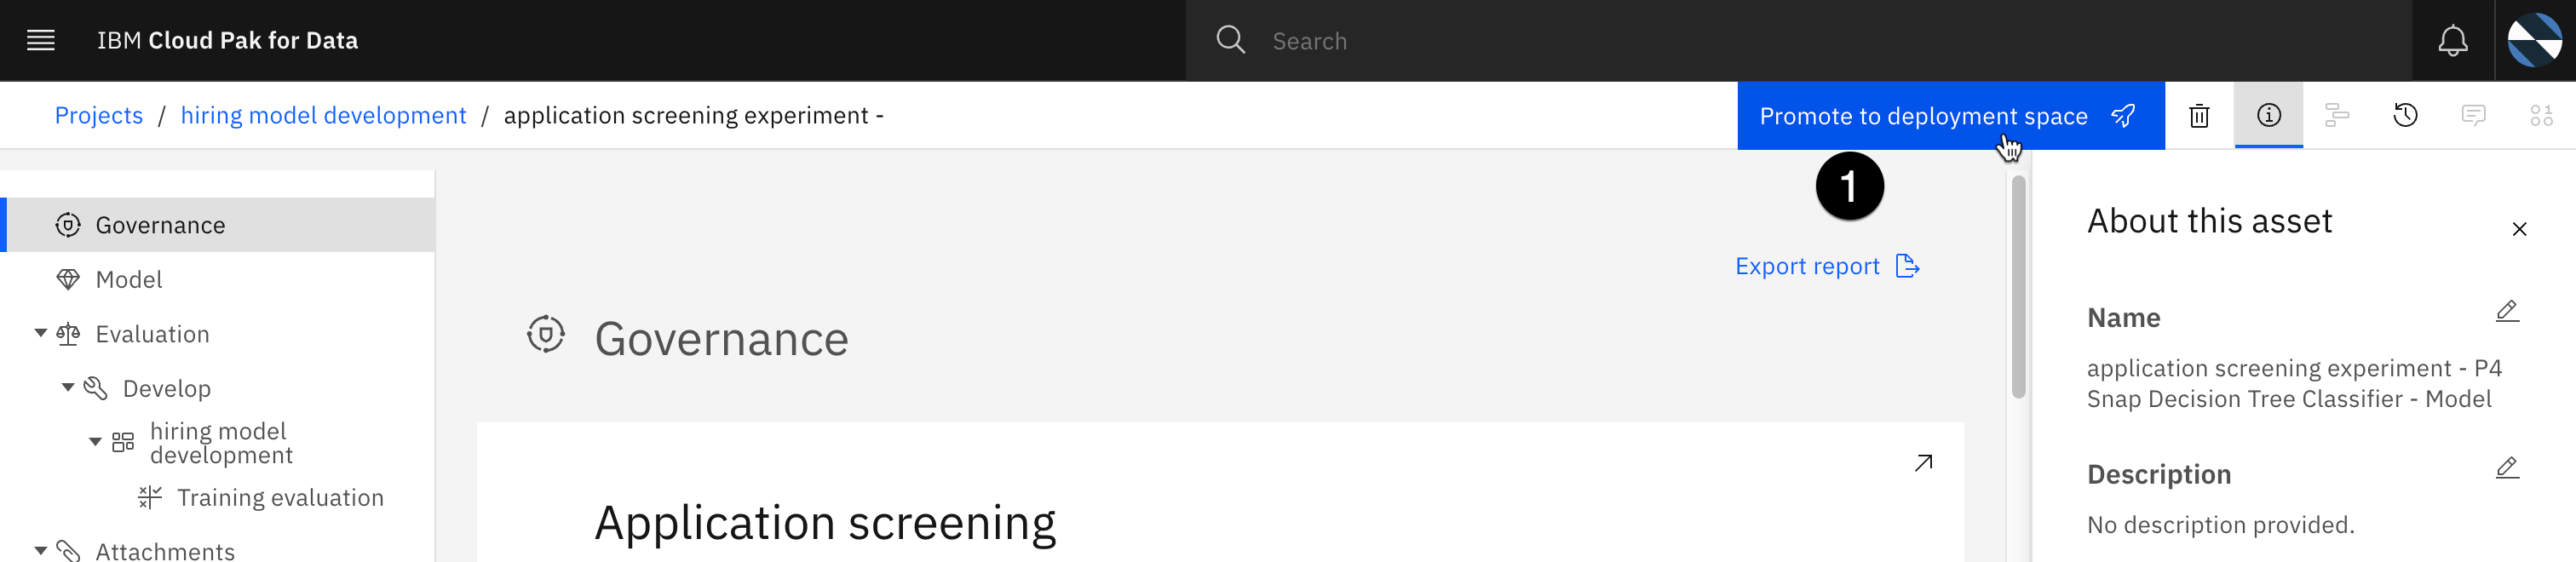 IBM Cloud Pak for Data
Search
Projects / hiring model development / application screening experiment -
Promote to deployment space
1
Governance
Model
Evaluation
Develop
hiring model
development
Training evaluation
Attachments
Export report
Governance
Application screening
About this asset
Name
application screening experiment - P4
Snap Decision Tree Classifier - Model
Description
No description provided.